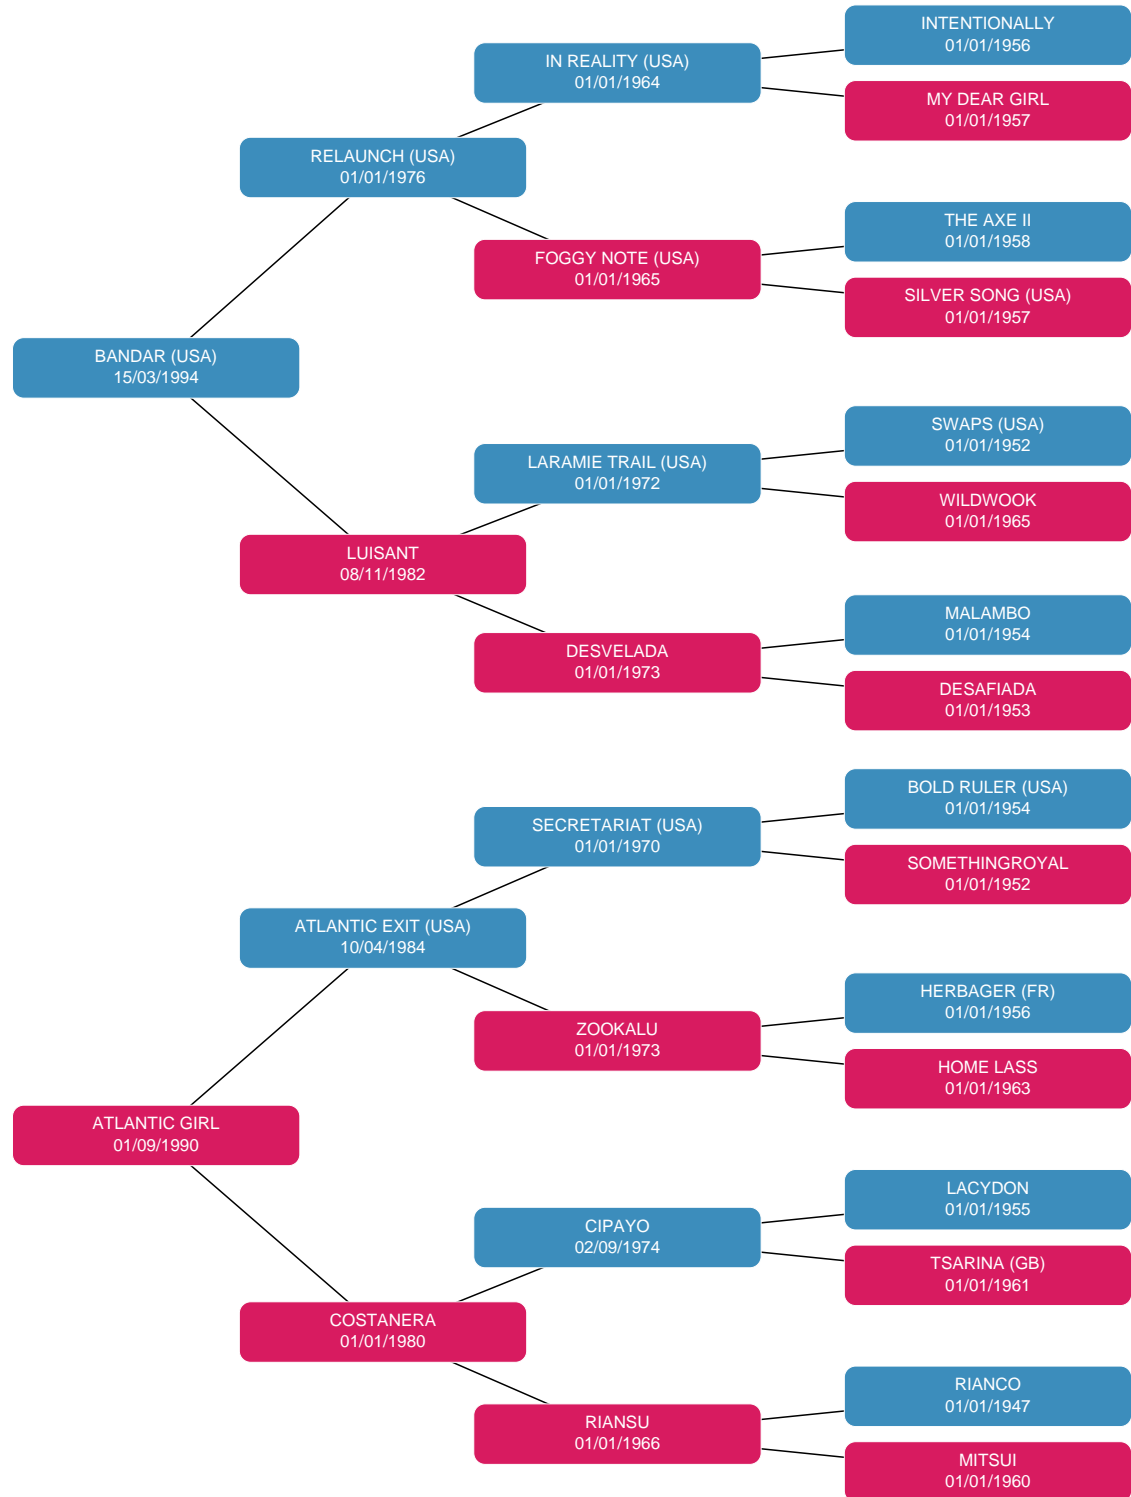 INTENTIONALLY
01/01/1956
IN REALITY (USA)
01/01/1964
MY DEAR GIRL
01/01/1957
RELAUNCH (USA)
01/01/1976
THE AXE II
01/01/1958
FOGGY NOTE (USA)
01/01/1965
SILVER SONG (USA)
01/01/1957
BANDAR (USA)
15/03/1994
SWAPS (USA)
01/01/1952
LARAMIE TRAIL (USA)
01/01/1972
WILDWOOK
01/01/1965
LUISANT
08/11/1982
MALAMBO
01/01/1954
DESVELADA
01/01/1973
DESAFIADA
01/01/1953
BOLD RULER (USA)
01/01/1954
SECRETARIAT (USA)
01/01/1970
SOMETHINGROYAL
01/01/1952
ATLANTIC EXIT (USA)
10/04/1984
HERBAGER (FR)
01/01/1956
ZOOKALU
01/01/1973
HOME LASS
01/01/1963
ATLANTIC GIRL
01/09/1990
LACYDON
01/01/1955
CIPAYO
02/09/1974
TSARINA (GB)
01/01/1961
COSTANERA
01/01/1980
RIANCO
01/01/1947
RIANSU
01/01/1966
MITSUI
01/01/1960